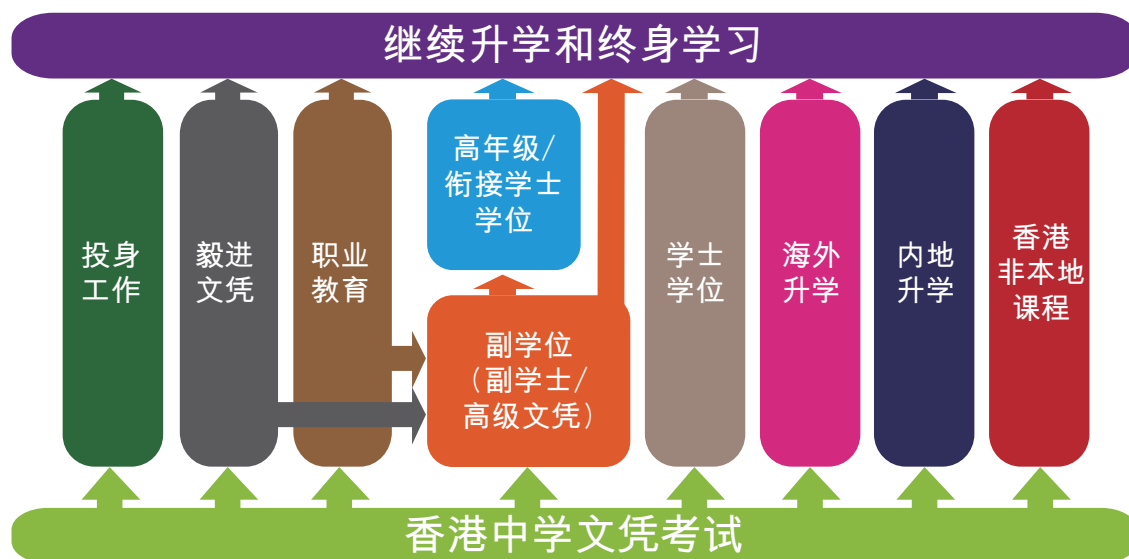 继续升学和终身学习
投身
工作
毅进
文凭
职业
教育
高年级/
衔接学士
学位
副学位
（副学士/
高级文凭）
学士
学位
海外
升学
内地
升学
香港
非本地
课程
香港中学文凭考试